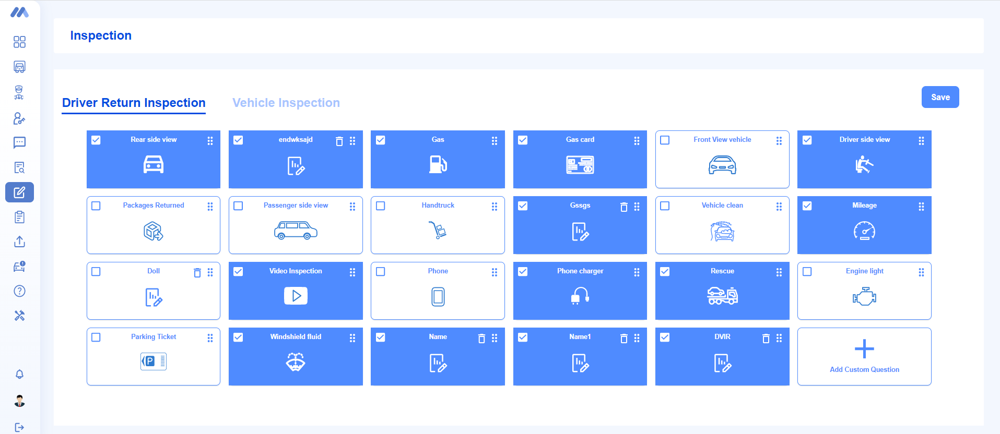 Inspection
Driver Return Inspection
Vehicle Inspection
Save
Rear side view
endwksajd
Gas
Gas card
Front View vehicle
Driver side view
Packages Returned
Passenger side view
Handtruck
Gssgs
Vehicle clean
Mileage
Doll
Video Inspection
Phone
Phone charger
Rescue
Engine light
Parking Ticket
P
Windshield fluid
Name
Name1
DVIR
Add Custom Question